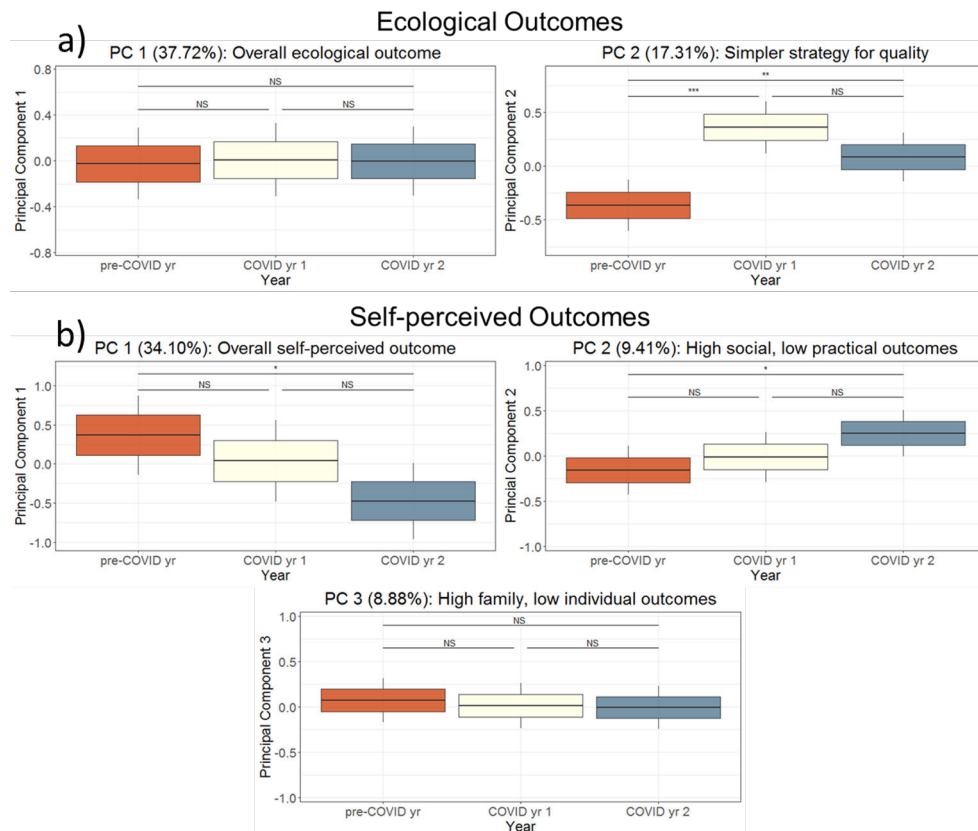 Ecological Outcomes
a)
PC 1 (37.72%): Overall ecological outcome
Principal Component 1
0.8
0.4
0.0
-0.4
-0.8
NS
NS
NS
pre-COVID yr
COVID yr 1
COVID yr 2
Year
PC 2 (17.31%): Simpler strategy for quality
Principal Component 2
0.5
0.0
-0.5
**
***
NS
pre-COVID yr
COVID yr 1
COVID yr 2
Year
Self-perceived Outcomes
b)
PC 1 (34.10%): Overall self-perceived outcome
Principal Component 1
1.0
0.5
0.0
-0.5
-1.0
*
NS
NS
pre-COVID yr
COVID yr 1
COVID yr 2
Year
PC 2 (9.41%): High social, low practical outcomes
Princial Component 2
1.0
0.5
0.0
-0.5
-1.0
*
NS
NS
pre-COVID yr
COVID yr 1
COVID yr 2
Year
PC 3 (8.88%): High family, low individual outcomes
Principal Component 3
1.0
0.5
0.0
-0.5
-1.0
NS
NS
NS
pre-COVID yr
COVID yr 1
COVID yr 2
Year